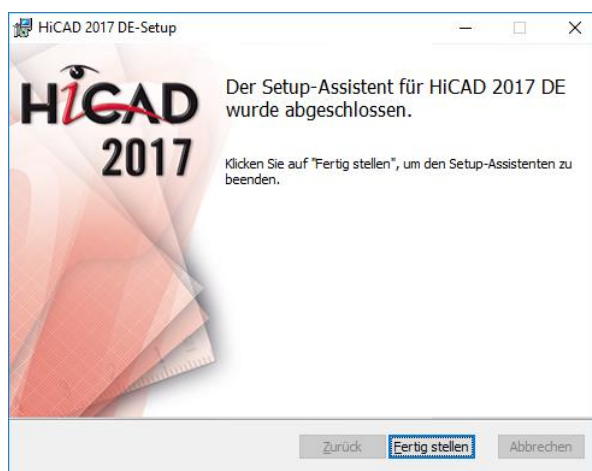 HiCAD 2017 DE-Setup
HiCAD
2017
Der Setup-Assistent für HiCAD 2017 DE
wurde abgeschlossen.
Klicken Sie auf "Fertig stellen", um den Setup-Assistenten zu
beenden.
Zurück Fertig stellen Abbrechen